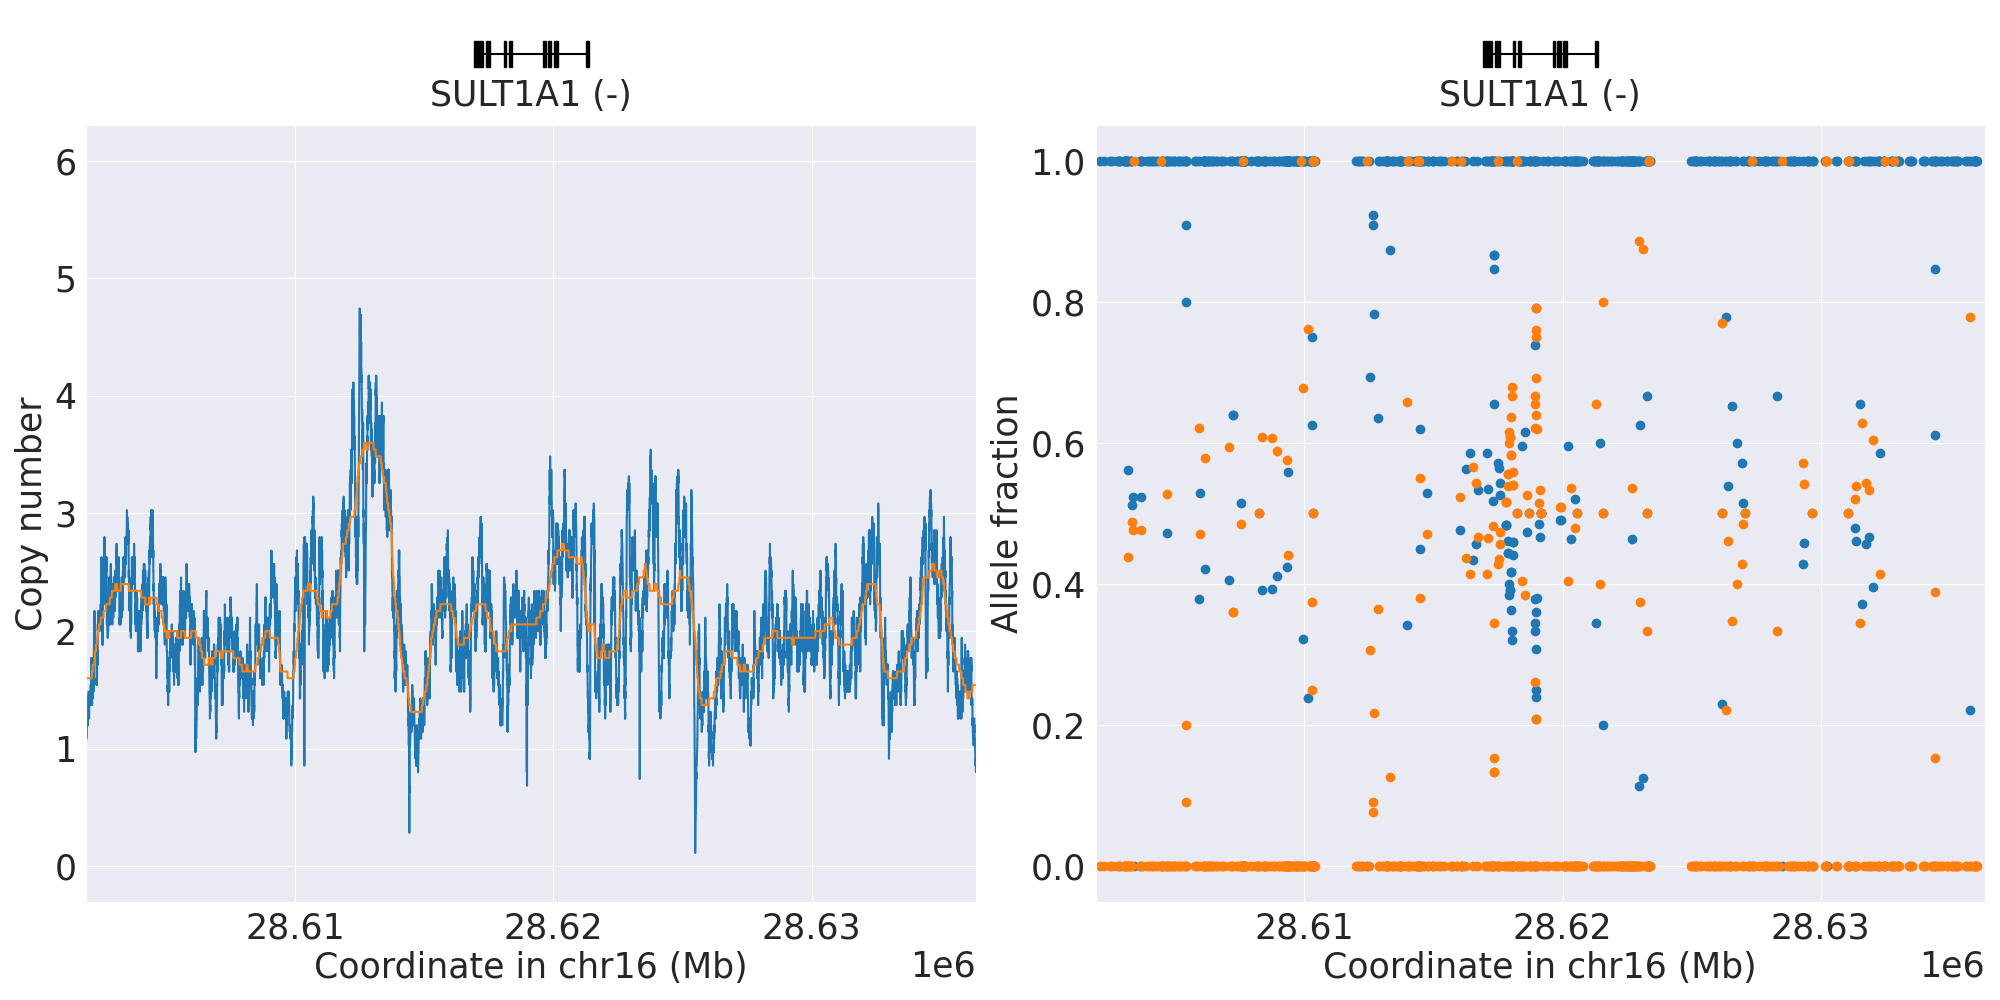 SULT1A1 (-)
6
5
4
3
2
1
0
Copy number
28.61
28.62
28.63
Coordinate in chr16 (Mb)
1e6
SULT1A1 (-)
1.0
0.8
0.6
0.4
0.2
0.0
Allele fraction
28.61
28.62
28.63
Coordinate in chr16 (Mb)
1e6